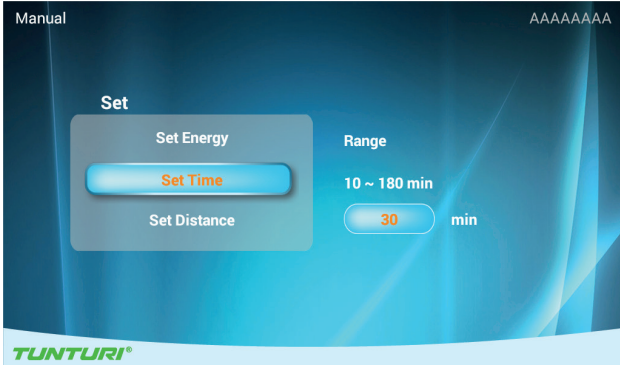 Manual
AAAAAAAA
Set
Set Energy
Set Time
Set Distance
Range
10 ~ 180 min
30 min
TUNTURI®